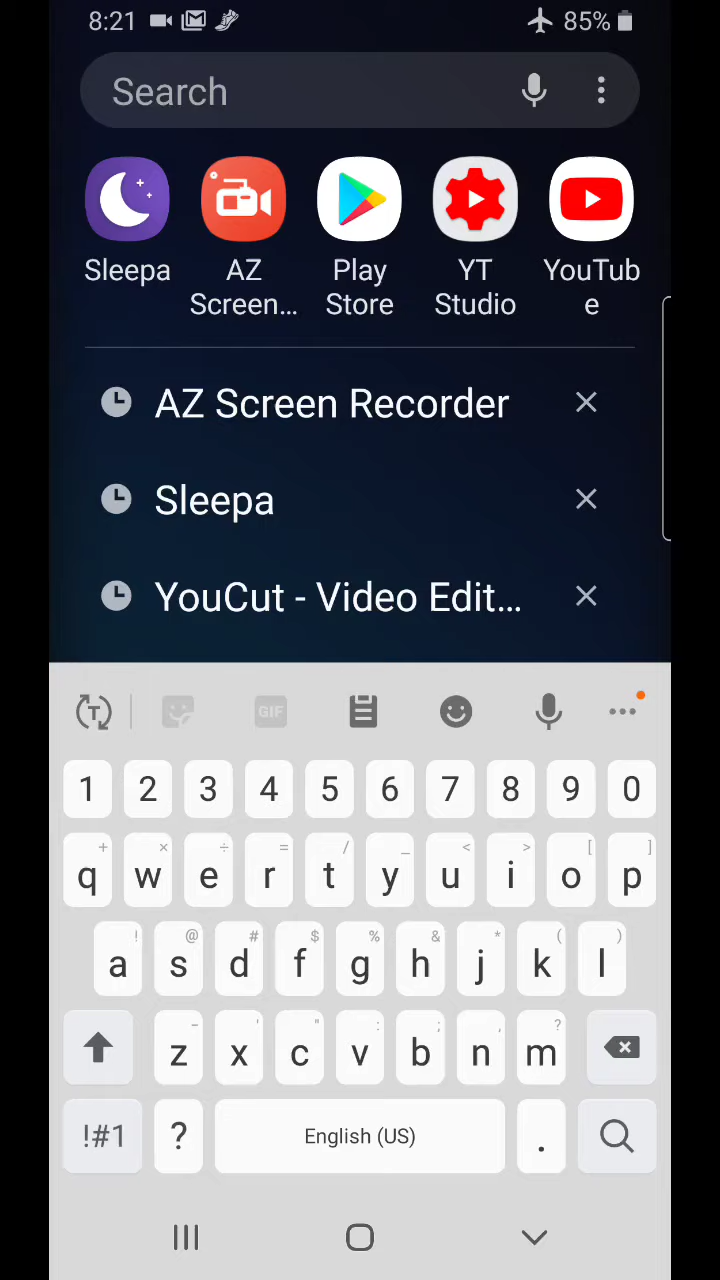 8:21
85%
Search
Sleepa
AZ
Screen...
Play
Store
YT
Studio
YouTub
e
AZ Screen Recorder
Sleepa
YouCut - Video Edit...
T
GIF
1 2 3 4 5 6 7 8 9 0
+ × ÷ = / _ < > [ ]
q w e r t y u i o p
! @ # $ % & * ( )
a s d f g h j k l
- ' " : ; , ?
z x c v b n m
!#1 ? English (US) .